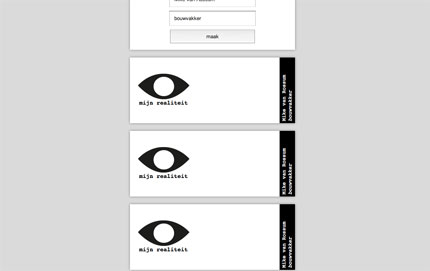 Mike van Rossum
bouwvakker
maak
mijn realiteit
Mike van Rossum
bouwvakker
mijn realiteit
Mike van Rossum
bouwvakker
mijn realiteit
Mike van Rossum
bouwvakker